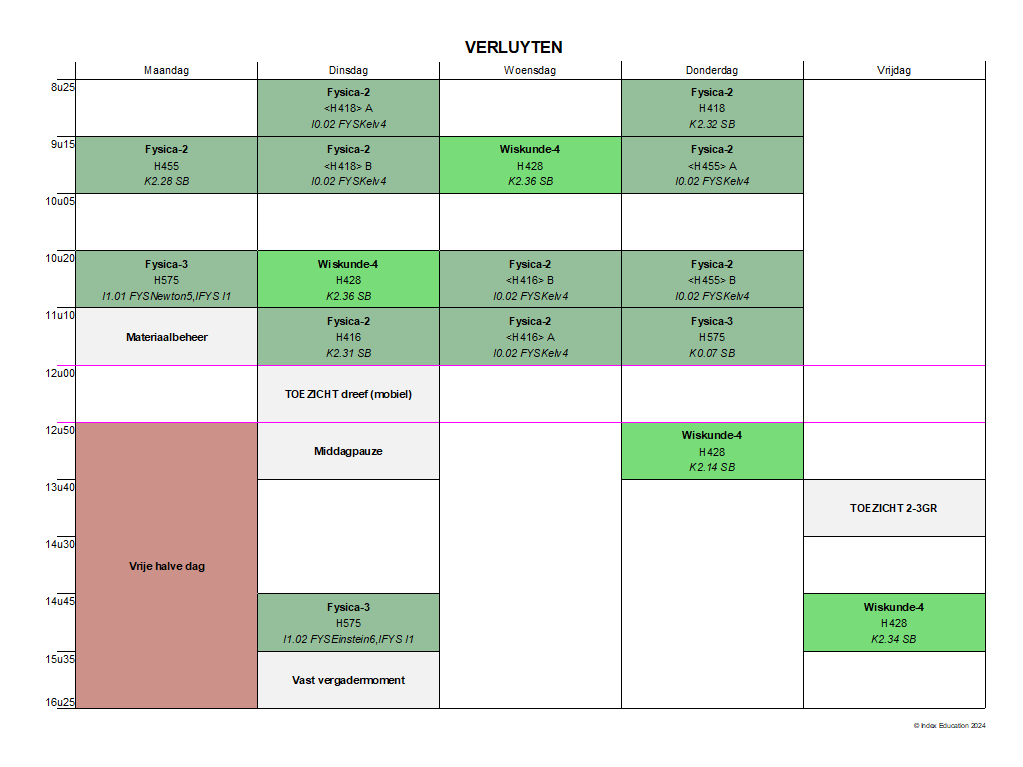 VERLUYTEN
Maandag Dinsdag Woensdag Donderdag Vrijdag
8u25
Fysica-2
<H418> A
I0.02 FYSKelv4
Fysica-2
H418
K2.32 SB
9u15
Fysica-2
H455
K2.28 SB
Fysica-2
<H418> B
I0.02 FYSKelv4
Wiskunde-4
H428
K2.36 SB
Fysica-2
<H455> A
I0.02 FYSKelv4
10u05
10u20
Fysica-3
H575
I1.01 FYSNewton5,IFYS I1
Wiskunde-4
H428
K2.36 SB
Fysica-2
<H416> B
I0.02 FYSKelv4
Fysica-2
<H455> B
I0.02 FYSKelv4
11u10
Materiaalbeheer
Fysica-2
H416
K2.31 SB
Fysica-2
<H416> A
I0.02 FYSKelv4
Fysica-3
H575
K0.07 SB
12u00
TOEZICHT dreef (mobiel)
12u50
Vrije halve dag
Middagpauze
Wiskunde-4
H428
K2.14 SB
13u40
TOEZICHT 2-3GR
14u30
14u45
Fysica-3
H575
I1.02 FYSEinstein6,IFYS I1
Wiskunde-4
H428
K2.34 SB
15u35
Vast vergadermoment
16u25
© Index Education 2024